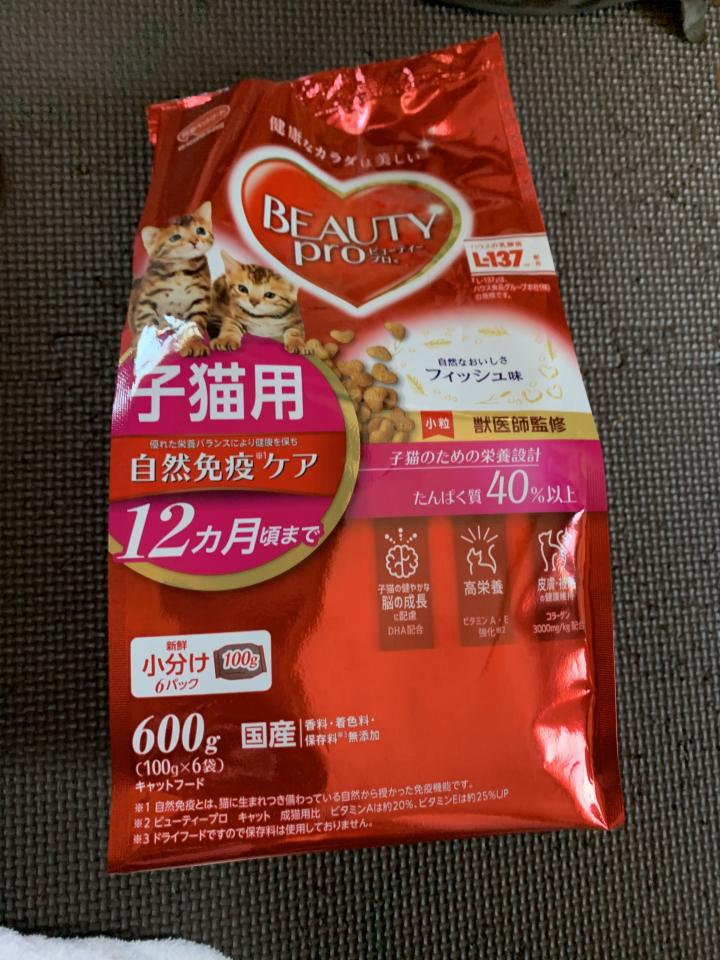 健康なカラダは美しい
BEAUTY
pro ビューティープロ®
ハウスの乳酸菌
L-137 配合
「L-137」は、
ハウス食品グループ本社(株)
の商標です。
自然なおいしさ
フィッシュ味
小粒 獣医師監修
子猫用
優れた栄養バランスにより健康を保ち
自然免疫※1ケア
12カ月頃まで
子猫のための栄養設計
たんぱく質40%以上
子猫の健やかな
脳の成長
に配慮
DHA配合
高栄養
ビタミンA・E
強化※2
皮膚・被
の健康維持
コラーゲン
3000mg/kg配合
新鮮
小分け
6パック
100g
600g
(100g×6袋)
キャットフード
国産
香料・着色料・
保存料※3無添加
※1 自然免疫とは、猫に生まれつき備わっている自然から授かった免疫機能です。
※2 ビューティープロ キャット 成猫用比 ビタミンAは約20%、ビタミンEは約25%UP
※3 ドライフードですので保存料は使用しておりません。